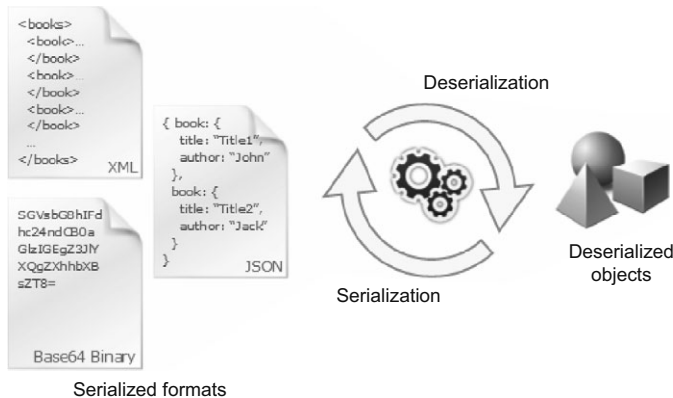 <books>
<book>...
</book>
<book>...
</book>
<book>...
</book>
...
</books>
XML
{ book: {
title: "Title1",
author: "John"
},
book: {
title: "Title2",
author: "Jack"
}
}
JSON
SGVsbG8hIFd
hc24ndCB0a
GlzIGEgZ3JlY
XQgZXhhbXB
sZT8=
Base64 Binary
Serialized formats
Deserialization
Serialization
Deserialized
objects